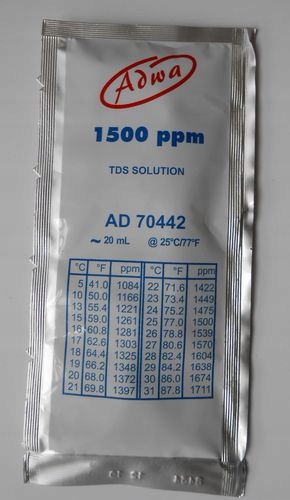 Adwa
1500 ppm
TDS SOLUTION
AD 70442
~ 20 mL @ 25°C/77°F
°C °F ppm °C °F ppm
5 41.0 1084 22 71.6 1422
10 50.0 1166 23 73.4 1449
13 55.4 1221 24 75.2 1475
15 59.0 1261 25 77.0 1500
16 60.8 1281 26 78.8 1539
17 62.6 1303 27 80.6 1570
18 64.4 1325 28 82.4 1604
19 66.2 1348 29 84.2 1638
20 68.0 1372 30 86.0 1674
21 69.8 1397 31 87.8 1711